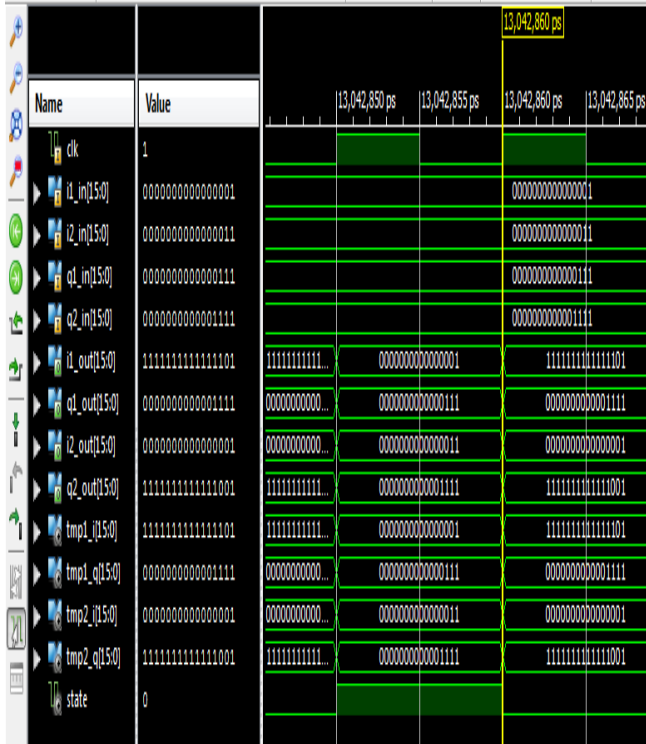 13,042,860 ps
Name Value 13,042,850 ps 13,042,855 ps 13,042,860 ps 13,042,865 ps
clk 1
i1_in[15:0] 0000000000000001 0000000000000001
i2_in[15:0] 0000000000000011 0000000000000011
q1_in[15:0] 0000000000000111 0000000000000111
q2_in[15:0] 0000000000001111 0000000000001111
i1_out[15:0] 1111111111111101 11111111111... 0000000000000001 1111111111111101
q1_out[15:0] 0000000000001111 0000000000... 0000000000000111 0000000000001111
i2_out[15:0] 0000000000000001 0000000000... 0000000000000011 0000000000000001
q2_out[15:0] 1111111111111001 11111111111... 0000000000001111 1111111111111001
tmp1_i[15:0] 1111111111111101 11111111111... 0000000000000001 1111111111111101
tmp1_q[15:0] 0000000000001111 0000000000... 0000000000000111 0000000000001111
tmp2_i[15:0] 0000000000000001 0000000000... 0000000000000011 0000000000000001
tmp2_q[15:0] 1111111111111001 11111111111... 0000000000001111 1111111111111001
state 0